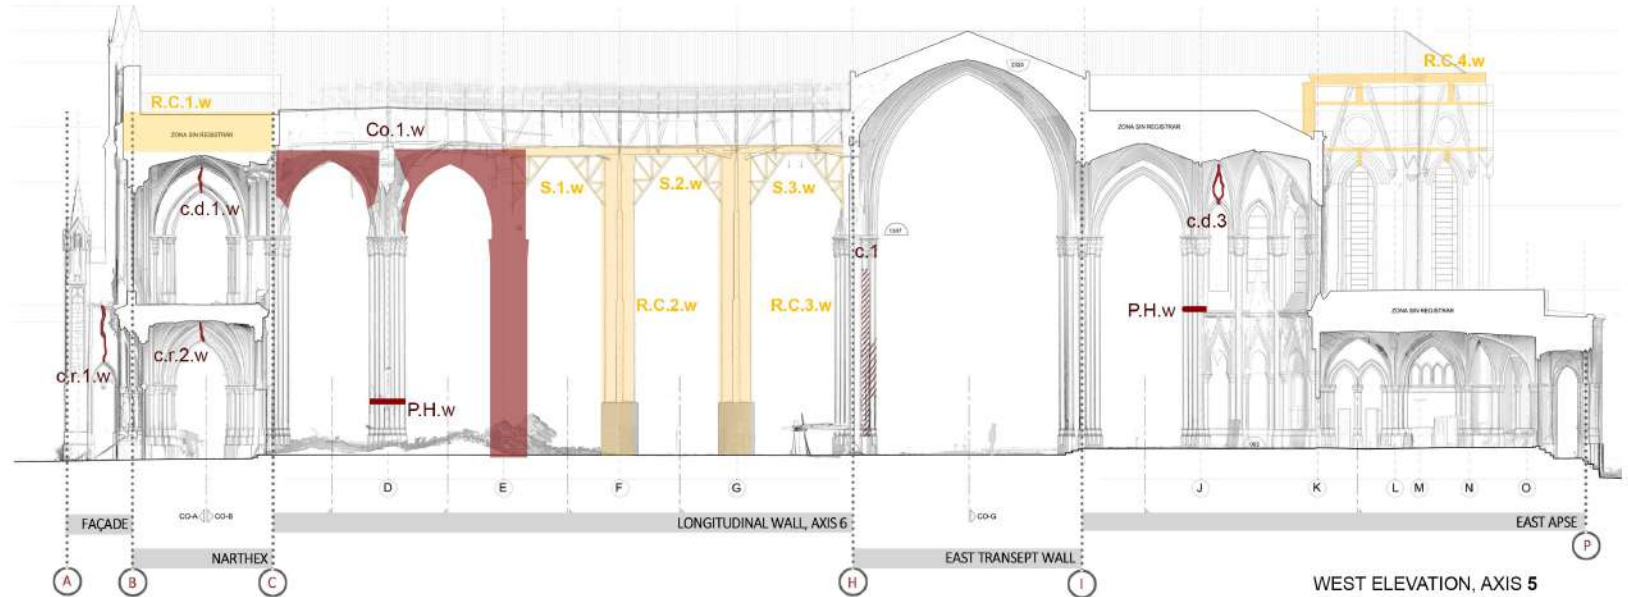 R.C.4.w
1320
R.C.1.w
ZONA SIN REGISTRAR
Co.1.w
ZONA SIN REGISTRAR
S.1.w
S.2.w
S.3.w
c.d.1.w
c.d.3
c.1
R.C.2.w
R.C.3.w
P.H.w
ZONA SIN REGISTRAR
c.r.2.w
c.r.1.w
P.H.w
D
E
F
G
J
K
L
M
N
O
CO-A
CO-B
CO-G
FAÇADE
LONGITUDINAL WALL, AXIS 6
EAST APSE
NARTHEX
EAST TRANSEPT WALL
A
B
C
H
I
P
WEST ELEVATION, AXIS 5